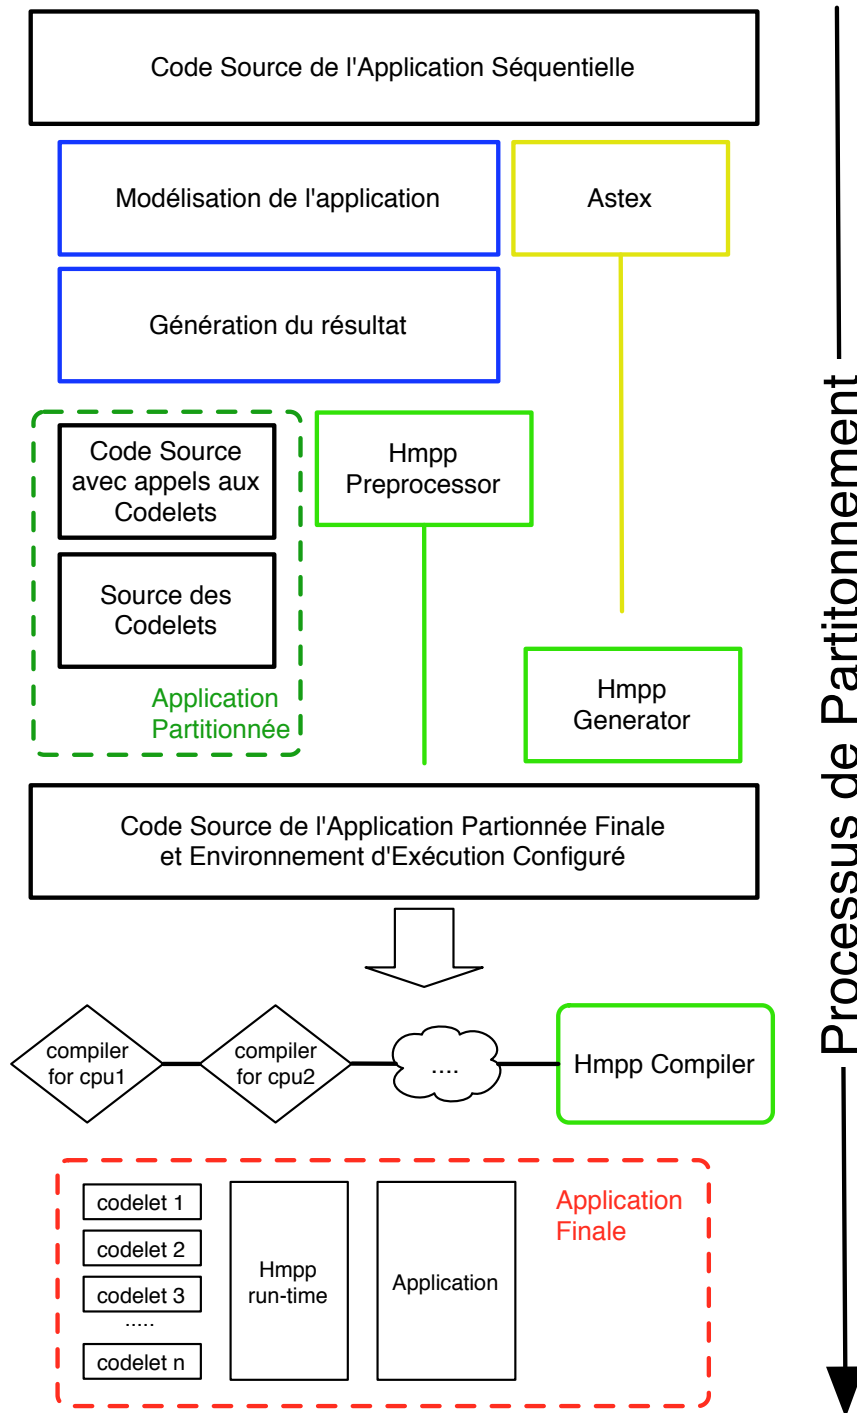 Code Source de l'Application Séquentielle
Modélisation de l'application
Astex
Génération du résultat
Code Source
avec appels aux
Codelets
Hmpp
Preprocessor
Source des
Codelets
Application
Partitionnée
Hmpp
Generator
Code Source de l'Application Partionnée Finale
et Environnement d'Exécution Configuré
compiler
for cpu1
compiler
for cpu2
....
Hmpp Compiler
codelet 1
codelet 2
codelet 3
.....
codelet n
Hmpp
run-time
Application
Application
Finale
Processus de Partitonnement